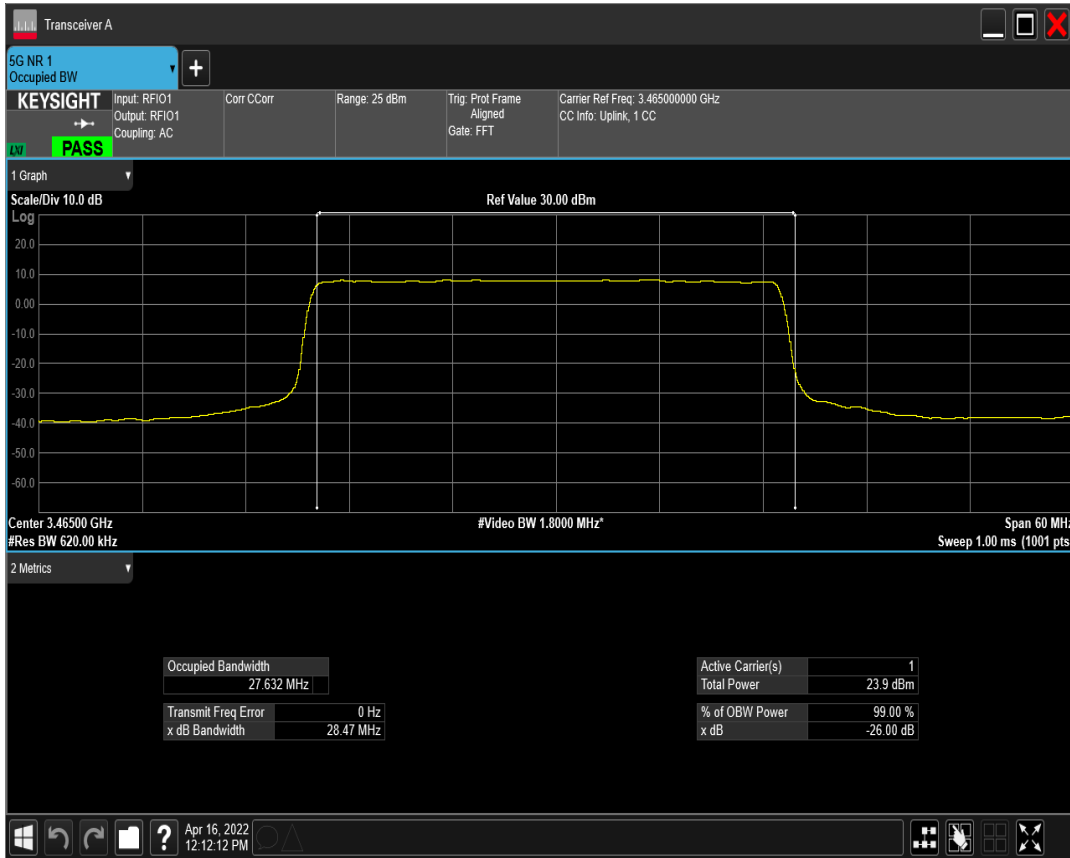 Transceiver A
5G NR 1
Occupied BW
KEYSIGHT
LXI
PASS
Input: RFIO1
Output: RFIO1
Coupling: AC
Corr CCorr
Range: 25 dBm
Trig: Prot Frame
Aligned
Gate: FFT
Carrier Ref Freq: 3.465000000 GHz
CC Info: Uplink, 1 CC
1 Graph
Scale/Div 10.0 dB
Ref Value 30.00 dBm
Log
20.0
10.0
0.00
-10.0
-20.0
-30.0
-40.0
-50.0
-60.0
Center 3.46500 GHz
#Video BW 1.8000 MHz*
Span 60 MHz
#Res BW 620.00 kHz
Sweep 1.00 ms (1001 pts
2 Metrics
Occupied Bandwidth
27.632 MHz
Transmit Freq Error 0 Hz
x dB Bandwidth 28.47 MHz
Active Carrier(s) 1
Total Power 23.9 dBm
% of OBW Power 99.00 %
x dB -26.00 dB
?
Apr 16, 2022
12:12:12 PM